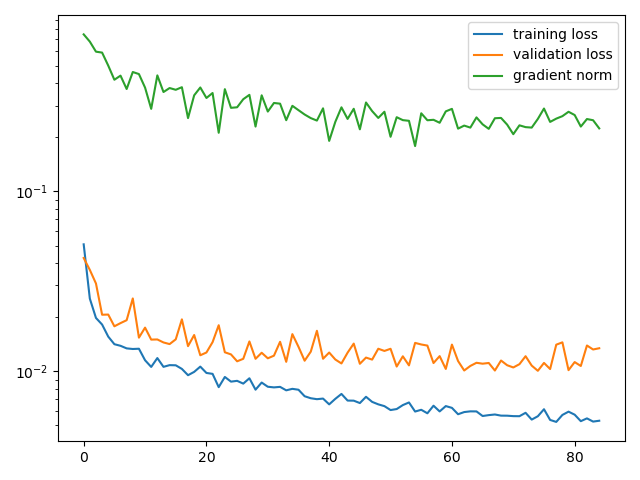 training loss
validation loss
gradient norm
10⁻¹
10⁻²
0 20 40 60 80